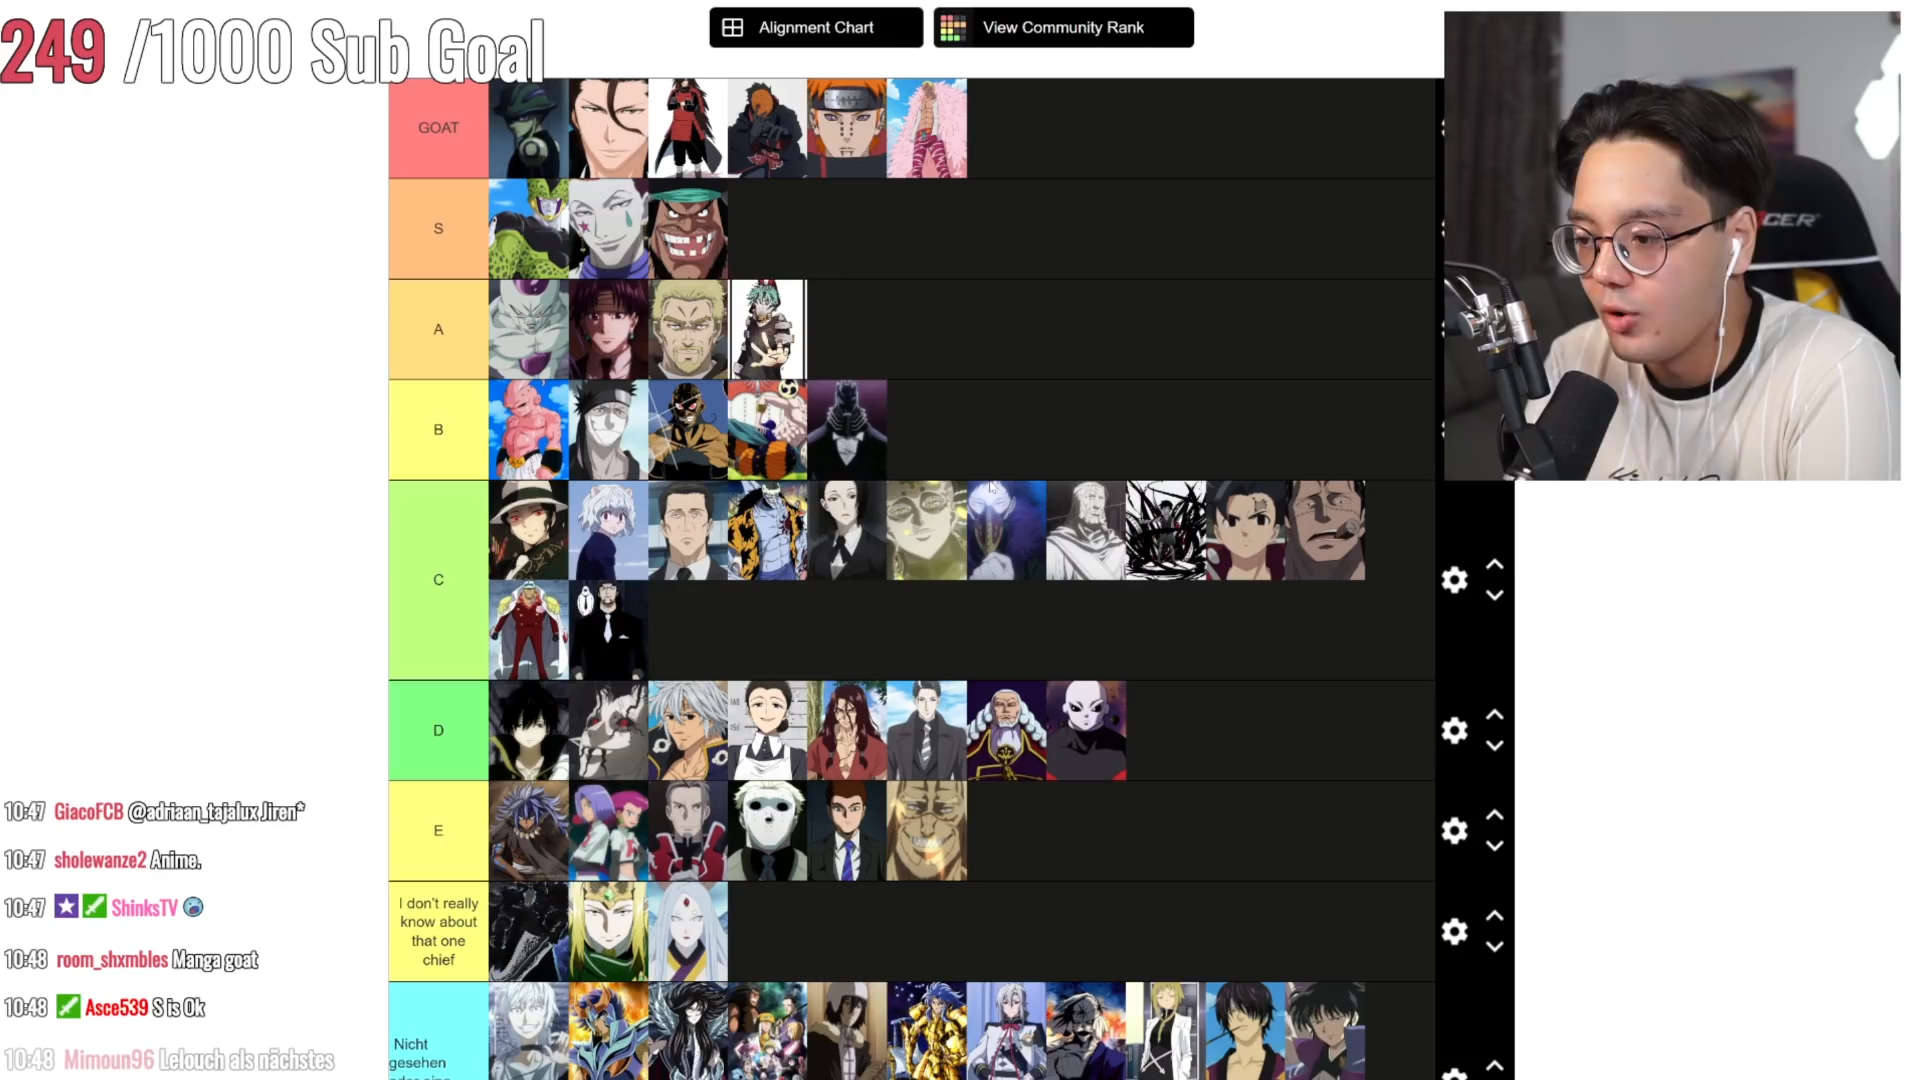 249 /1000 Sub Goal
Alignment Chart
View Community Rank
GOAT
S
A
B
C
D
E
I don't really
know about
that one
chief
Nicht
gesehen
10:47 GiacoFCB @adriaan_tajalux Jiren*
10:47 sholewanze2 Anime.
10:47 ShinksTV
10:48 room_shxmbles Manga goat
10:48 Asce539 S is Ok
10:48 Mimoun96 Lelouch als nächstes
CER